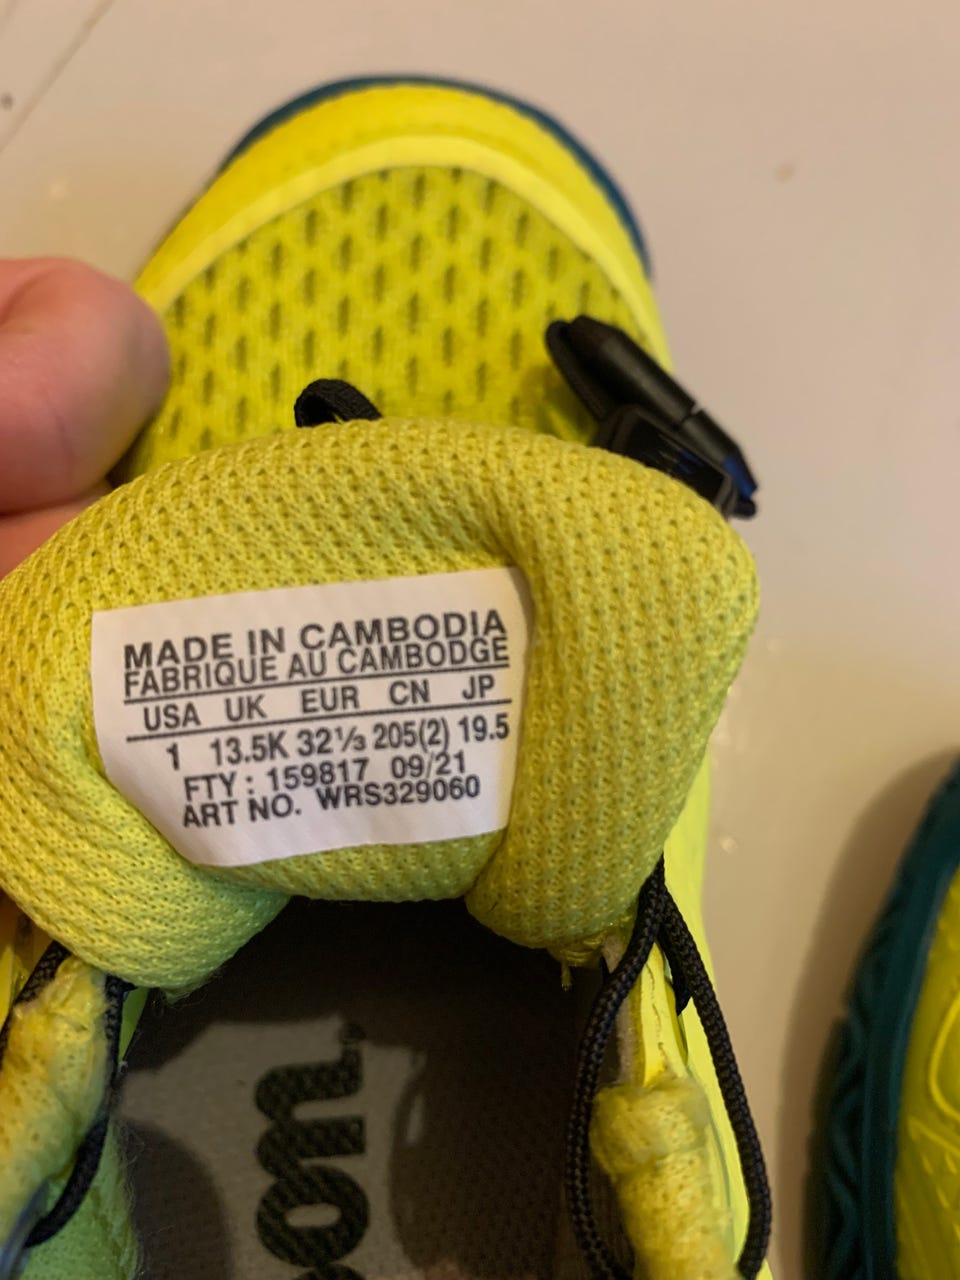 MADE IN CAMBODIA
FABRIQUE AU CAMBODGE
USA UK EUR CN JP
1 13.5K 32⅓ 205(2) 19.5
FTY : 159817 09/21
ART NO. WRS329060
on